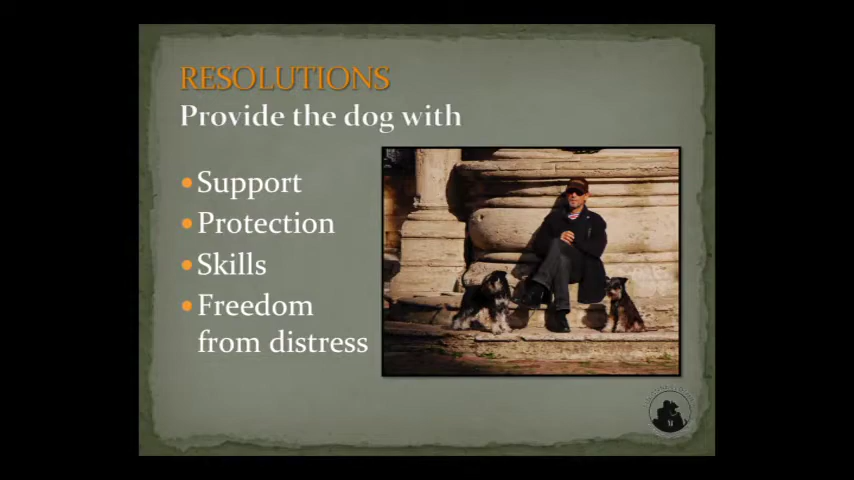 RESOLUTIONS
Provide the dog with
Support
Protection
Skills
Freedom
from distress